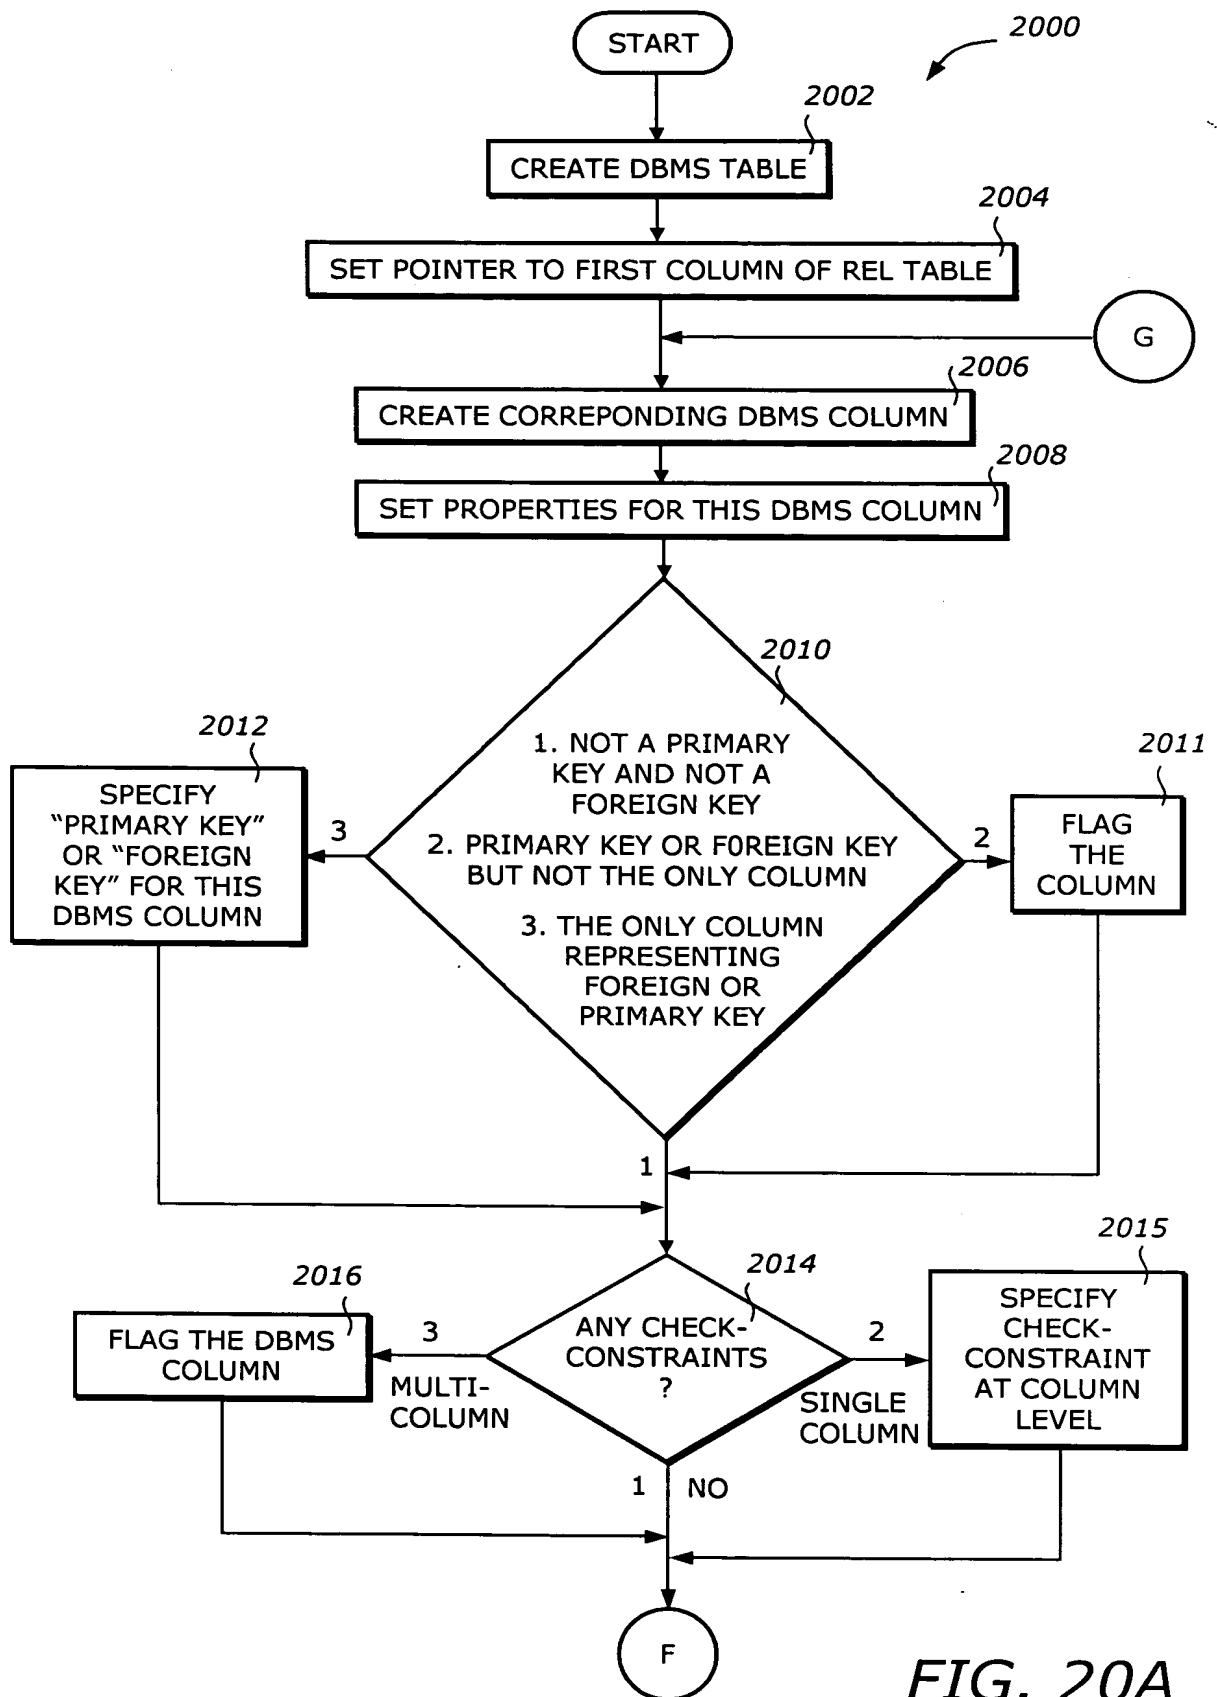 START
2000
2002
CREATE DBMS TABLE
2004
SET POINTER TO FIRST COLUMN OF REL TABLE
G
2006
CREATE CORREPONDING DBMS COLUMN
2008
SET PROPERTIES FOR THIS DBMS COLUMN
2010
1. NOT A PRIMARY
KEY AND NOT A
FOREIGN KEY
2. PRIMARY KEY OR FOREIGN KEY
BUT NOT THE ONLY COLUMN
3. THE ONLY COLUMN
REPRESENTING
FOREIGN OR
PRIMARY KEY
2012
SPECIFY
“PRIMARY KEY”
OR “FOREIGN
KEY” FOR THIS
DBMS COLUMN
3
2
2011
FLAG
THE
COLUMN
1
2014
ANY CHECK-
CONSTRAINTS
?
2016
FLAG THE DBMS
COLUMN
3
MULTI-
COLUMN
2
SINGLE
COLUMN
2015
SPECIFY
CHECK-
CONSTRAINT
AT COLUMN
LEVEL
1 NO
F
FIG. 20A